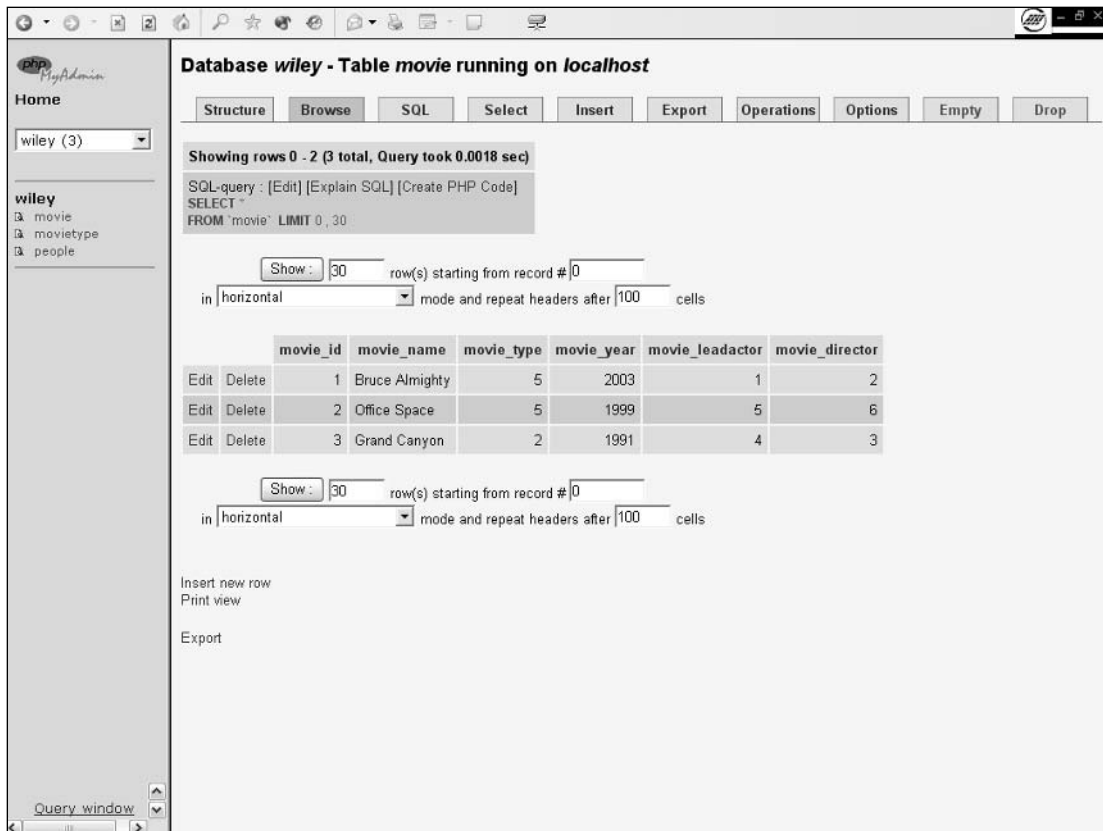 php
MyAdmin
Home
wiley (3)
wiley
movie
movietype
people
Query window
Database wiley - Table movie running on localhost
Structure Browse SQL Select Insert Export Operations Options Empty Drop
Showing rows 0 - 2 (3 total, Query took 0.0018 sec)
SQL-query : [Edit] [Explain SQL] [Create PHP Code]
SELECT *
FROM `movie` LIMIT 0 , 30
Show : 30 row(s) starting from record # 0
in horizontal mode and repeat headers after 100 cells
movie_id movie_name movie_type movie_year movie_leadactor movie_director
Edit Delete 1 Bruce Almighty 5 2003 1 2
Edit Delete 2 Office Space 5 1999 5 6
Edit Delete 3 Grand Canyon 2 1991 4 3
Show : 30 row(s) starting from record # 0
in horizontal mode and repeat headers after 100 cells
Insert new row
Print view
Export